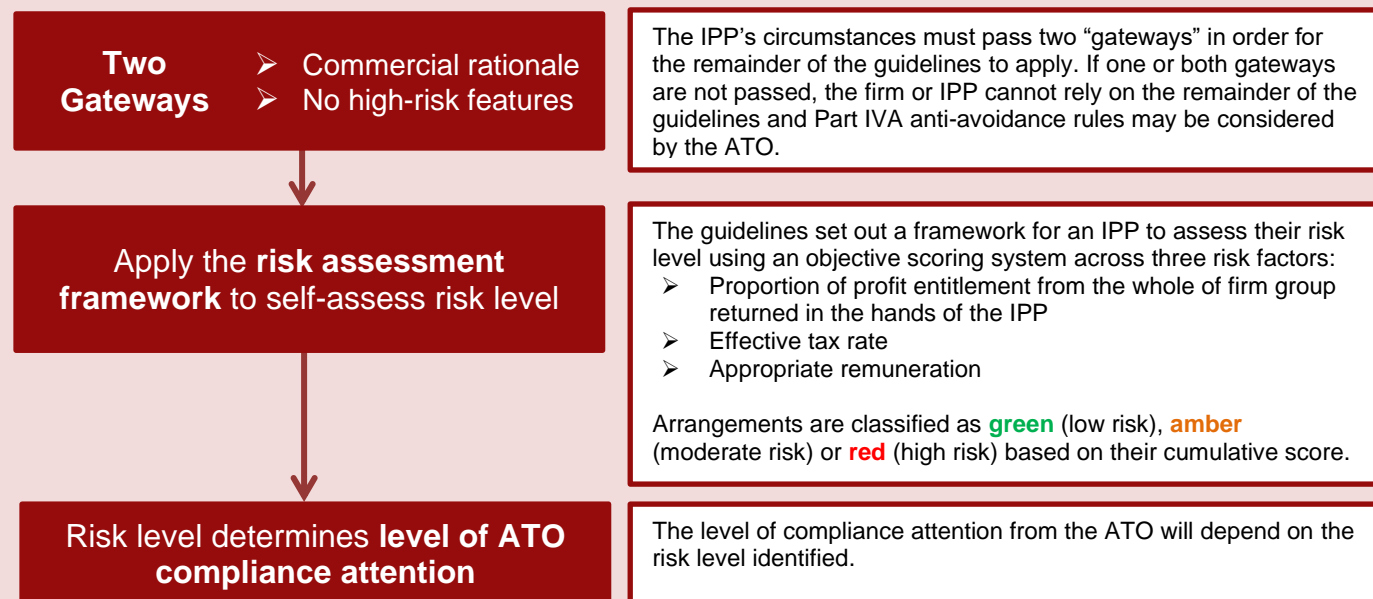 Two
Gateways
➢ Commercial rationale
➢ No high-risk features
The IPP’s circumstances must pass two “gateways” in order for
the remainder of the guidelines to apply. If one or both gateways
are not passed, the firm or IPP cannot rely on the remainder of the
guidelines and Part IVA anti-avoidance rules may be considered
by the ATO.
Apply the risk assessment
framework to self-assess risk level
The guidelines set out a framework for an IPP to assess their risk
level using an objective scoring system across three risk factors:
➢ Proportion of profit entitlement from the whole of firm group
returned in the hands of the IPP
➢ Effective tax rate
➢ Appropriate remuneration
Arrangements are classified as green (low risk), amber
(moderate risk) or red (high risk) based on their cumulative score.
Risk level determines level of ATO
compliance attention
The level of compliance attention from the ATO will depend on the
risk level identified.